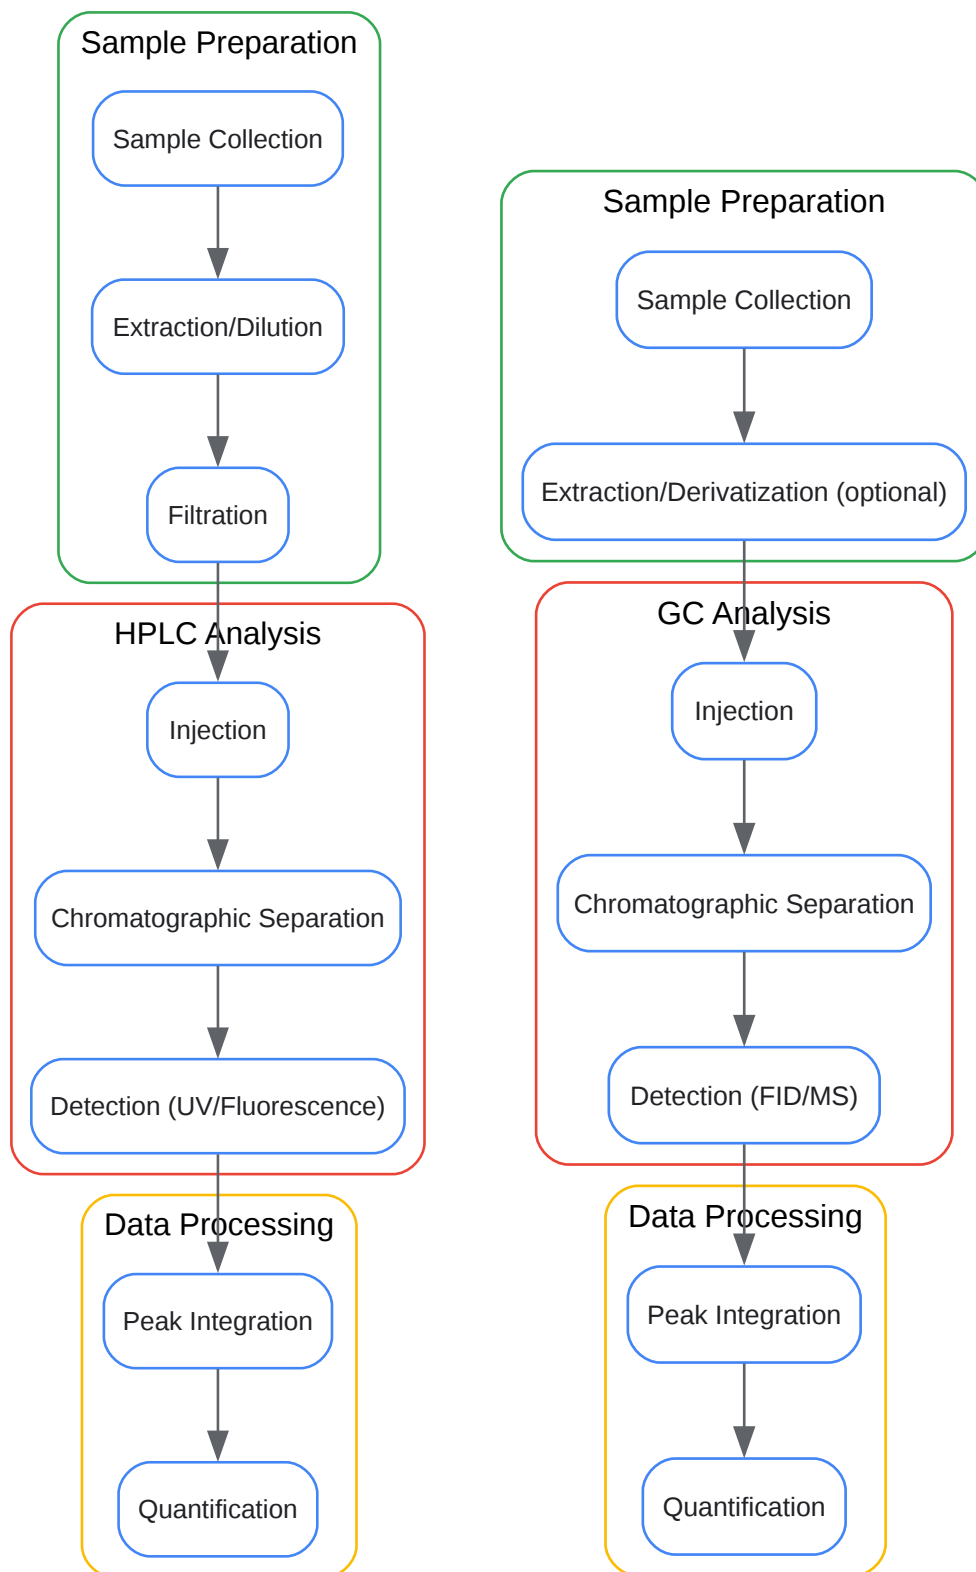 Sample Preparation
Sample Collection
Extraction/Dilution
Filtration
HPLC Analysis
Injection
Chromatographic Separation
Detection (UV/Fluorescence)
Data Processing
Peak Integration
Quantification
Sample Preparation
Sample Collection
Extraction/Derivatization (optional)
GC Analysis
Injection
Chromatographic Separation
Detection (FID/MS)
Data Processing
Peak Integration
Quantification